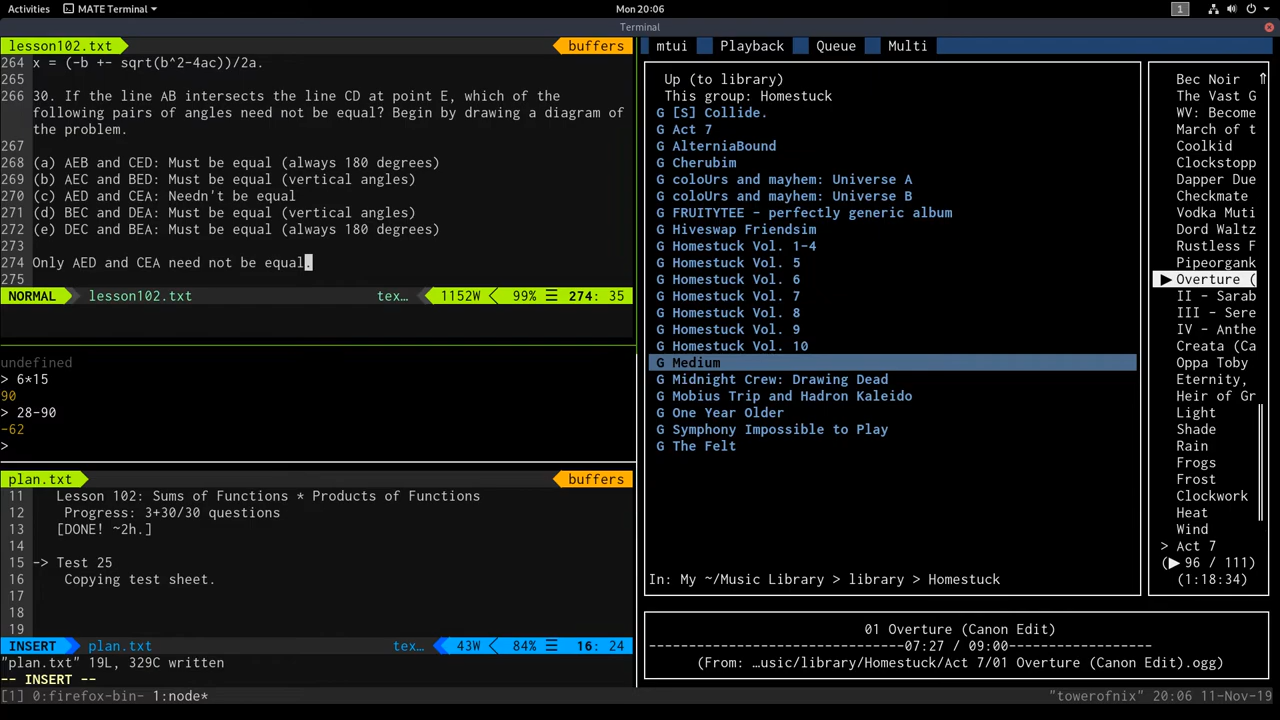 Activities
MATE Terminal
Mon 20:06
1
Terminal
lesson102.txt
buffers
264 x = (-b +- sqrt(b^2-4ac))/2a.
265
266 30. If the line AB intersects the line CD at point E, which of the
following pairs of angles need not be equal? Begin by drawing a diagram of
the problem.
267
268 (a) AEB and CED: Must be equal (always 180 degrees)
269 (b) AEC and BED: Must be equal (vertical angles)
270 (c) AED and CEA: Needn't be equal
271 (d) BEC and DEA: Must be equal (vertical angles)
272 (e) DEC and BEA: Must be equal (always 180 degrees)
273
274 Only AED and CEA need not be equal.
275
NORMAL lesson102.txt tex… 1152W 99% ☰ 274: 35
undefined
> 6*15
90
> 28-90
-62
>
plan.txt
buffers
11 Lesson 102: Sums of Functions * Products of Functions
12 Progress: 3+30/30 questions
13 [DONE! ~2h.]
14
15 -> Test 25
16 Copying test sheet.
17
18
19
INSERT plan.txt tex… 43W 84% ☰ 16: 24
"plan.txt" 19L, 329C written
-- INSERT --
mtui Playback Queue Multi
Up (to library)
This group: Homestuck
G [S] Collide.
G Act 7
G AlterniaBound
G Cherubim
G coloUrs and mayhem: Universe A
G coloUrs and mayhem: Universe B
G FRUITYTEE - perfectly generic album
G Hiveswap Friendsim
G Homestuck Vol. 1-4
G Homestuck Vol. 5
G Homestuck Vol. 6
G Homestuck Vol. 7
G Homestuck Vol. 8
G Homestuck Vol. 9
G Homestuck Vol. 10
G Medium
G Midnight Crew: Drawing Dead
G Mobius Trip and Hadron Kaleido
G One Year Older
G Symphony Impossible to Play
G The Felt
In: My ~/Music Library > library > Homestuck
Bec Noir ⇑
The Vast G
WV: Become
March of t
Coolkid
Clockstopp
Dapper Due
Checkmate
Vodka Muti
Dord Waltz
Rustless F
Pipeorgank
▶ Overture (
II - Sarab
III - Sere
IV - Anthe
Creata (Ca
Oppa Toby
Eternity,
Heir of Gr
Light
Shade
Rain
Frogs
Frost
Clockwork
Heat
Wind
> Act 7
(▶ 96 / 111)
(1:18:34)
01 Overture (Canon Edit)
-------------------------------07:27 / 09:00-----------------
(From: …usic/library/Homestuck/Act 7/01 Overture (Canon Edit).ogg)
[1] 0:firefox-bin- 1:node*
"towerofnix" 20:06 11-Nov-19